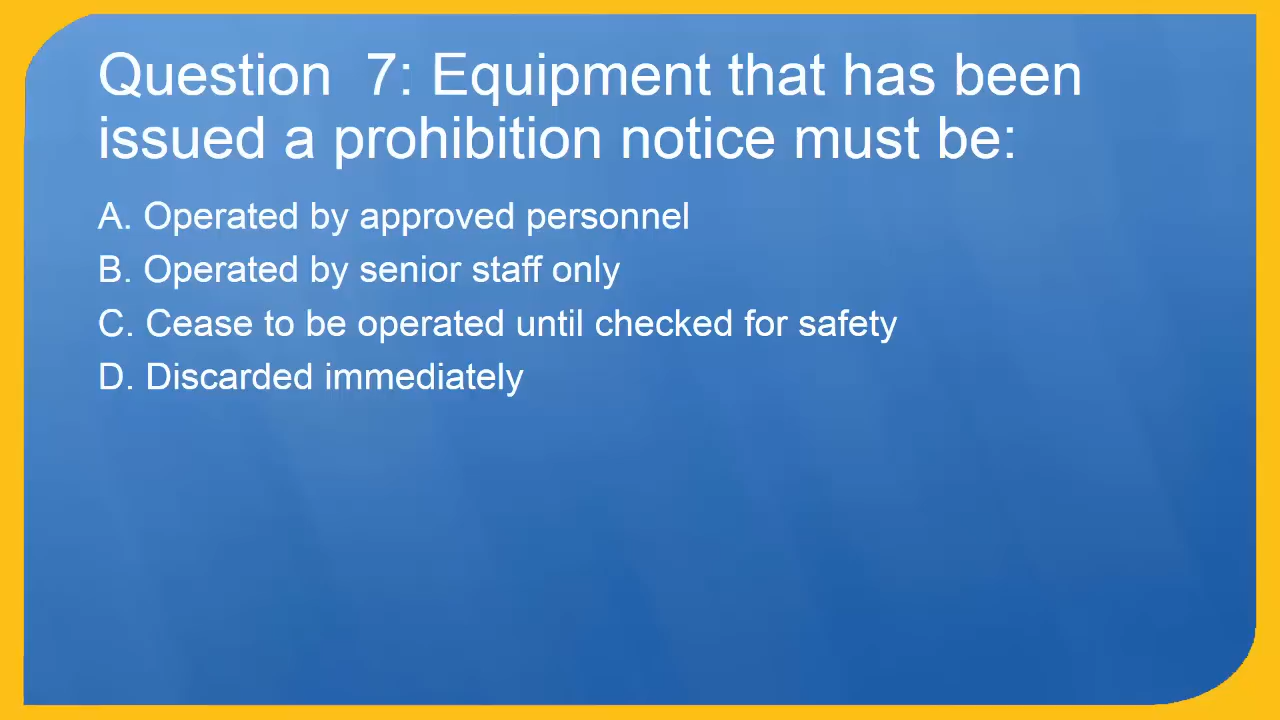 Question  7: Equipment that has been
issued a prohibition notice must be:
A. Operated by approved personnel
B. Operated by senior staff only
C. Cease to be operated until checked for safety
D. Discarded immediately